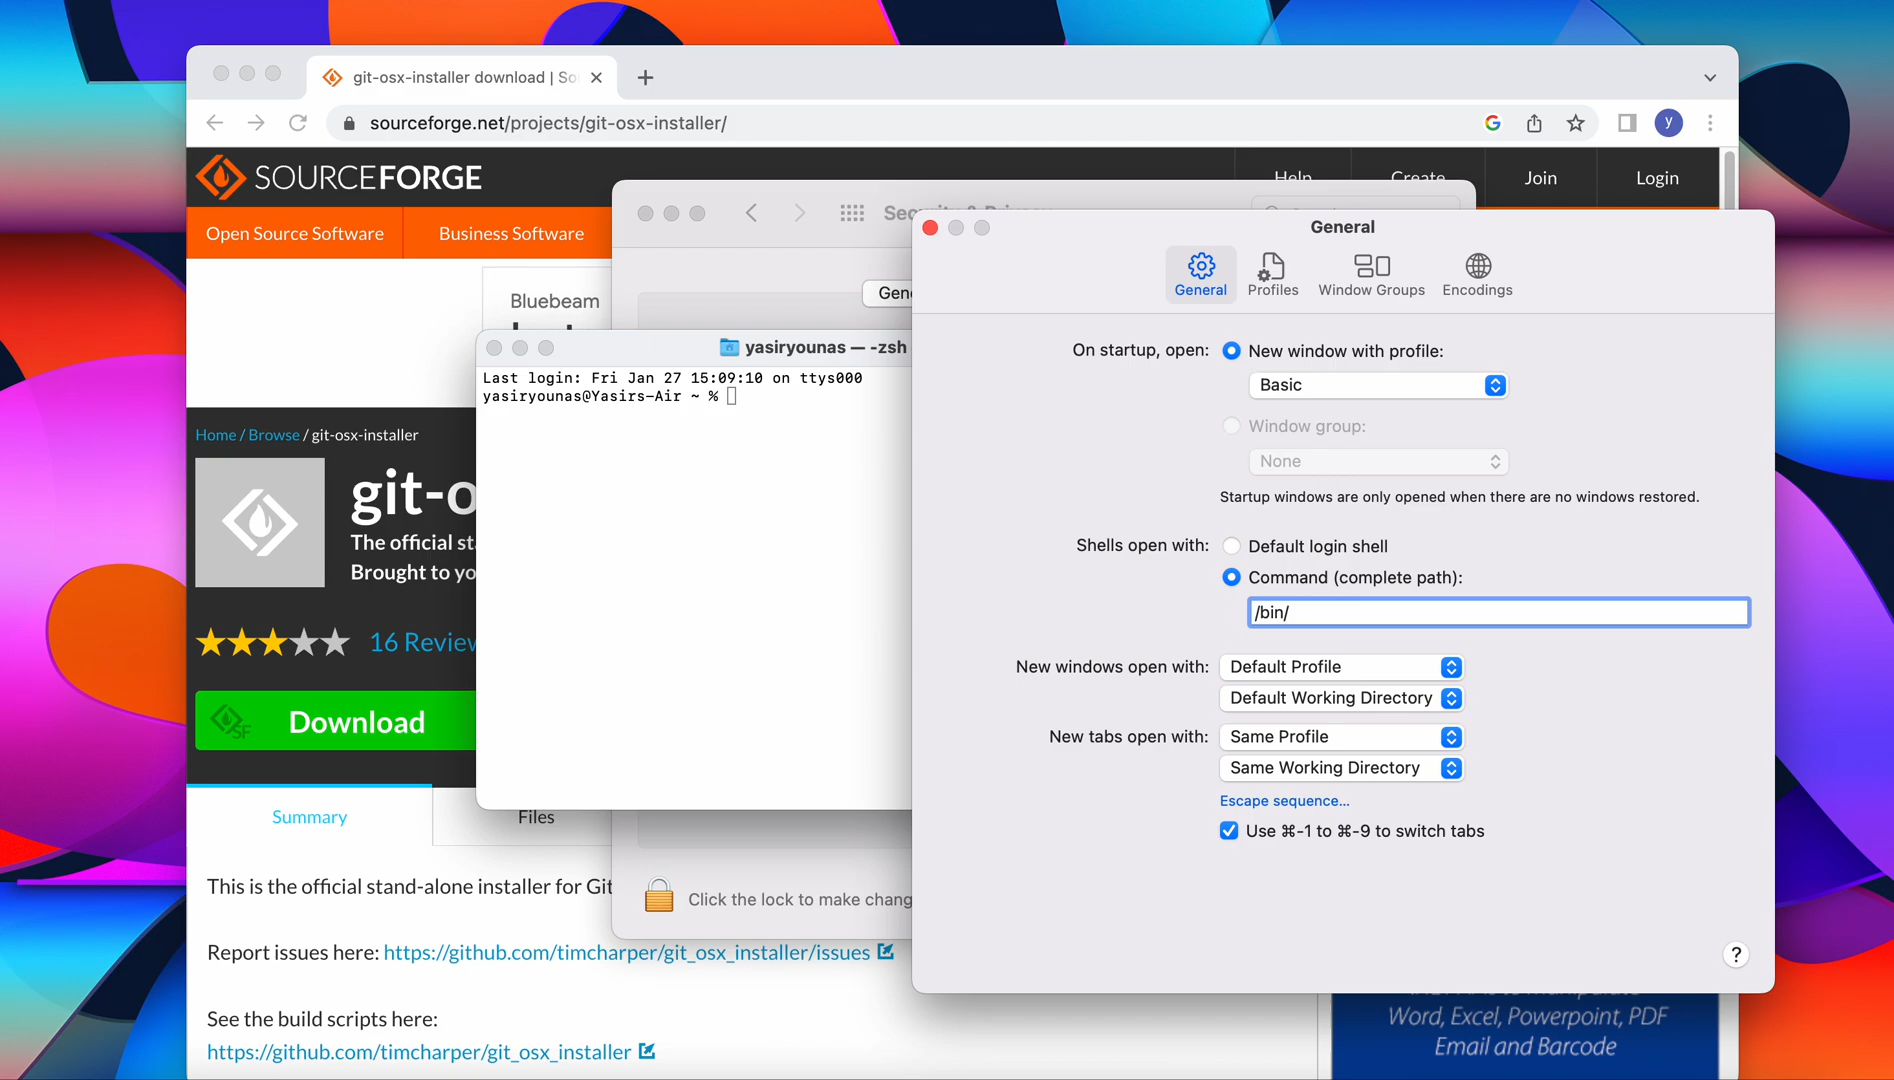 git-osx-installer download | So
sourceforge.net/projects/git-osx-installer/
y
SOURCEFORGE
Help
Create
Join
Login
Open Source Software
Business Software
Bluebeam
Gene
yasiryounas — -zsh
Last login: Fri Jan 27 15:09:10 on ttys000
yasiryounas@Yasirs-Air ~ %
Home / Browse / git-osx-installer
git-o
The official st
Brought to yo
16 Review
SF
Download
Summary
Files
This is the official stand-alone installer for Git
Click the lock to make chang
Report issues here: https://github.com/timcharper/git_osx_installer/issues
See the build scripts here:
https://github.com/timcharper/git_osx_installer
General
General
Profiles
Window Groups
Encodings
On startup, open:
New window with profile:
Basic
Window group:
None
Startup windows are only opened when there are no windows restored.
Shells open with:
Default login shell
Command (complete path):
/bin/
New windows open with:
Default Profile
Default Working Directory
New tabs open with:
Same Profile
Same Working Directory
Escape sequence...
Use ⌘-1 to ⌘-9 to switch tabs
?
Word, Excel, Powerpoint, PDF
Email and Barcode